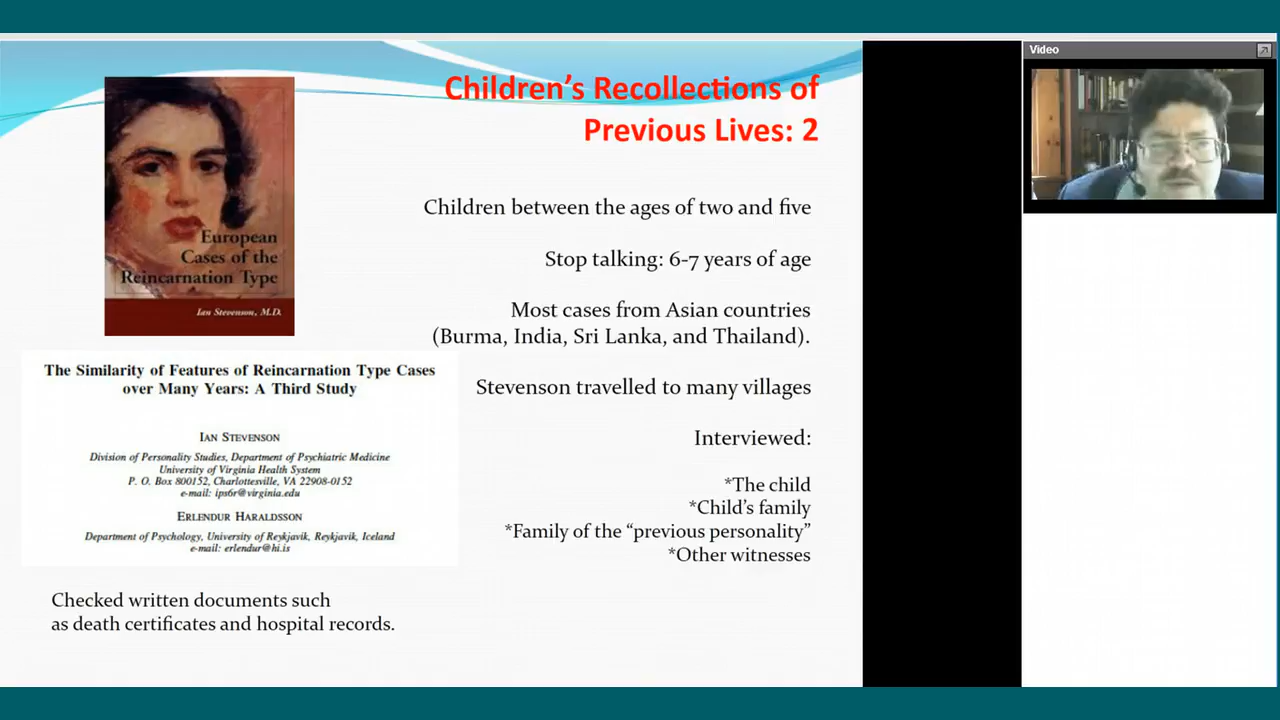 Children's Recollections of
Previous Lives: 2
European
Cases of the
Reincarnation Type
Ian Stevenson, M.D.
Children between the ages of two and five
Stop talking: 6-7 years of age
Most cases from Asian countries
(Burma, India, Sri Lanka, and Thailand).
Stevenson travelled to many villages
Interviewed:
*The child
*Child's family
*Family of the “previous personality”
*Other witnesses
The Similarity of Features of Reincarnation Type Cases
over Many Years: A Third Study
IAN STEVENSON
Division of Personality Studies, Department of Psychiatric Medicine
University of Virginia Health System
P. O. Box 800152, Charlottesville, VA 22908-0152
e-mail: ips6r@virginia.edu
ERLENDUR HARALDSSON
Department of Psychology, University of Reykjavik, Reykjavik, Iceland
e-mail: erlendur@hi.is
Checked written documents such
as death certificates and hospital records.
Video